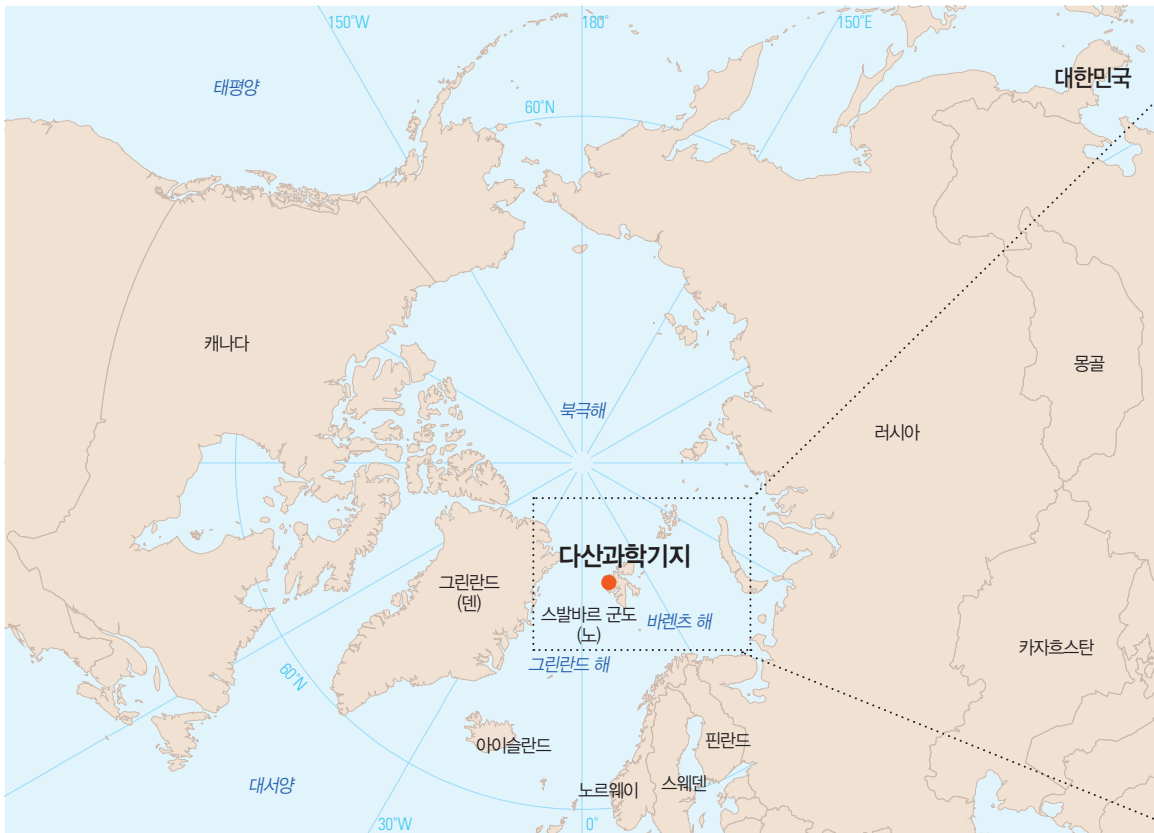 150°W
180°
150°E
대한민국
태평양
60°N
캐나다
몽골
북극해
러시아
다산과학기지
그린란드
(덴)
스발바르 군도
(노)
바렌츠 해
카자흐스탄
그린란드 해
60°N
아이슬란드
핀란드
대서양
노르웨이
스웨덴
30°W
0°